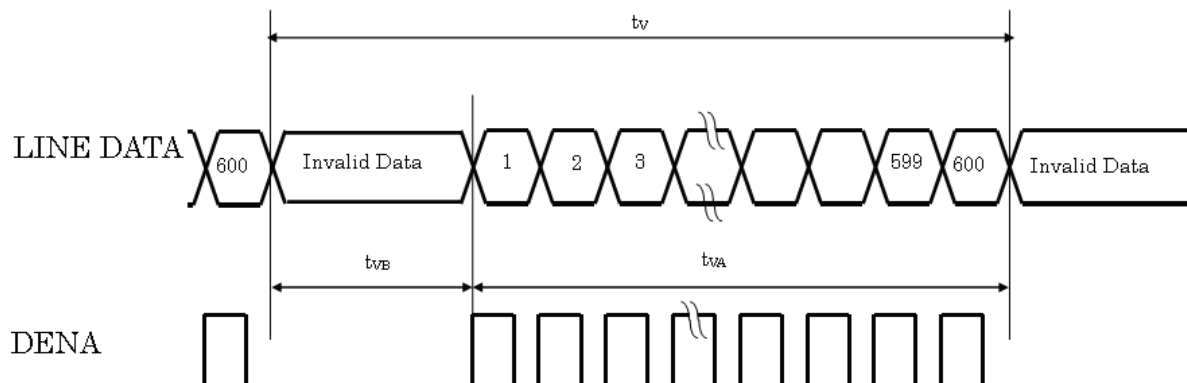 tV
LINE DATA 600 Invalid Data 1 2 3 599 600 Invalid Data
tVB tVA
DENA